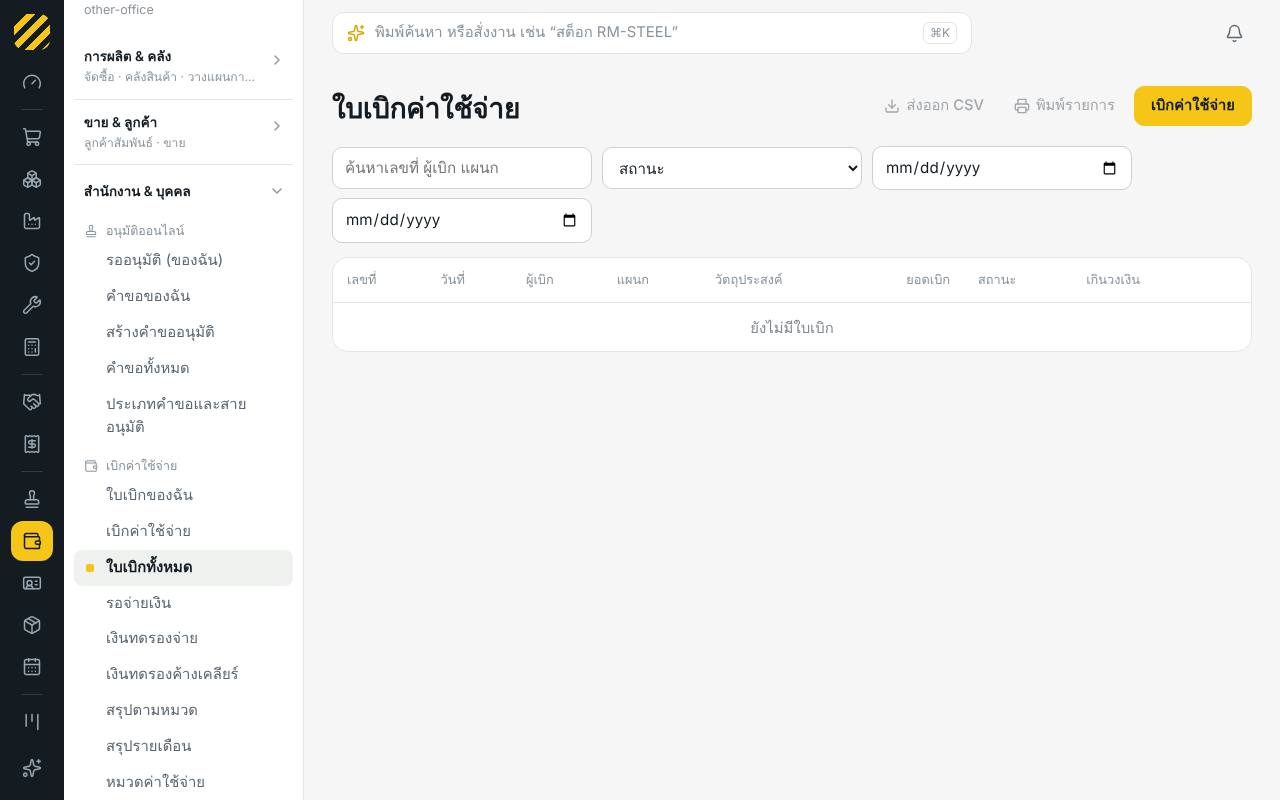 other-office
การผลิต & คลัง
จัดซื้อ · คลังสินค้า · วางแผนกา...
ขาย & ลูกค้า
ลูกค้าสัมพันธ์ · ขาย
สำนักงาน & บุคคล
อนุมัติออนไลน์
รออนุมัติ (ของฉัน)
คำขอของฉัน
สร้างคำขออนุมัติ
คำขอทั้งหมด
ประเภทคำขอและสาย
อนุมัติ
เบิกค่าใช้จ่าย
ใบเบิกของฉัน
เบิกค่าใช้จ่าย
ใบเบิกทั้งหมด
รอจ่ายเงิน
เงินทดรองจ่าย
เงินทดรองค้างเคลียร์
สรุปตามหมวด
สรุปรายเดือน
หมวดค่าใช้จ่าย
พิมพ์ค้นหา หรือสั่งงาน เช่น “สต็อก RM-STEEL” ⌘K
ใบเบิกค่าใช้จ่าย
ส่งออก CSV พิมพ์รายการ เบิกค่าใช้จ่าย
ค้นหาเลขที่ ผู้เบิก แผนก สถานะ mm/dd/yyyy
mm/dd/yyyy
เลขที่ วันที่ ผู้เบิก แผนก วัตถุประสงค์ ยอดเบิก สถานะ เกินวงเงิน
ยังไม่มีใบเบิก